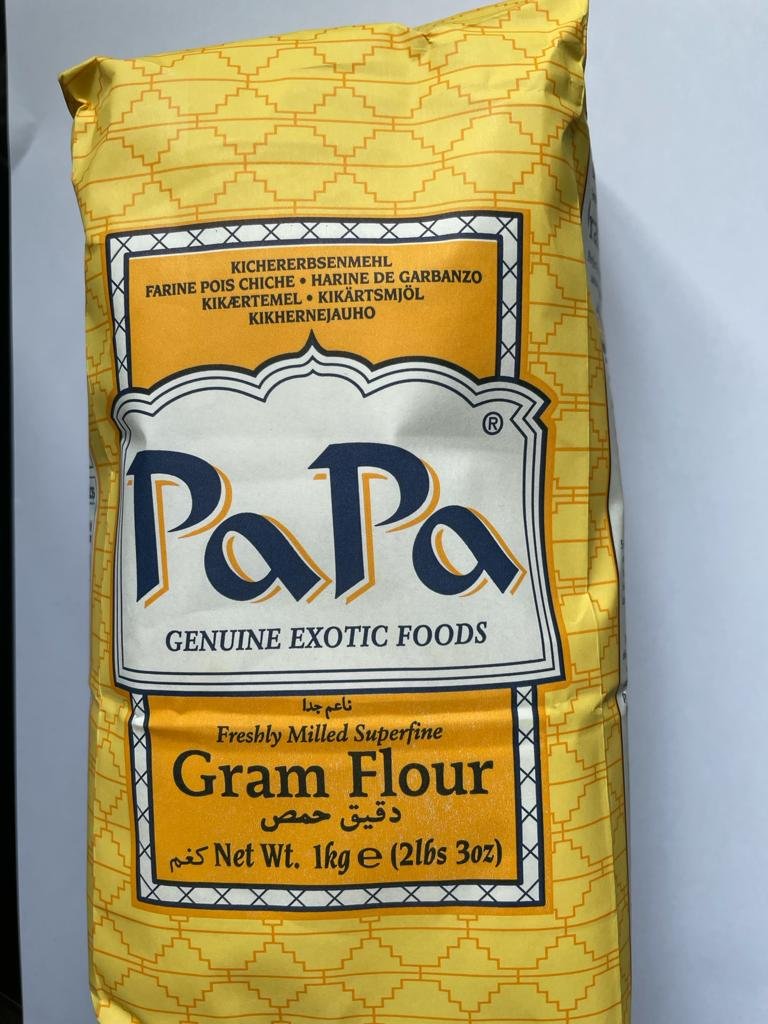 KICHERERBSENMEHL
FARINE POIS CHICHE • HARINE DE GARBANZO
KIKÆRTEMEL • KIKÄRTSMJÖL
KIKHERNEJAUHO
®
PaPa
GENUINE EXOTIC FOODS
ناعم جدا
Freshly Milled Superfine
Gram Flour
دقيق حمص
كغم Net Wt. 1kg ℮ (2lbs 3oz)